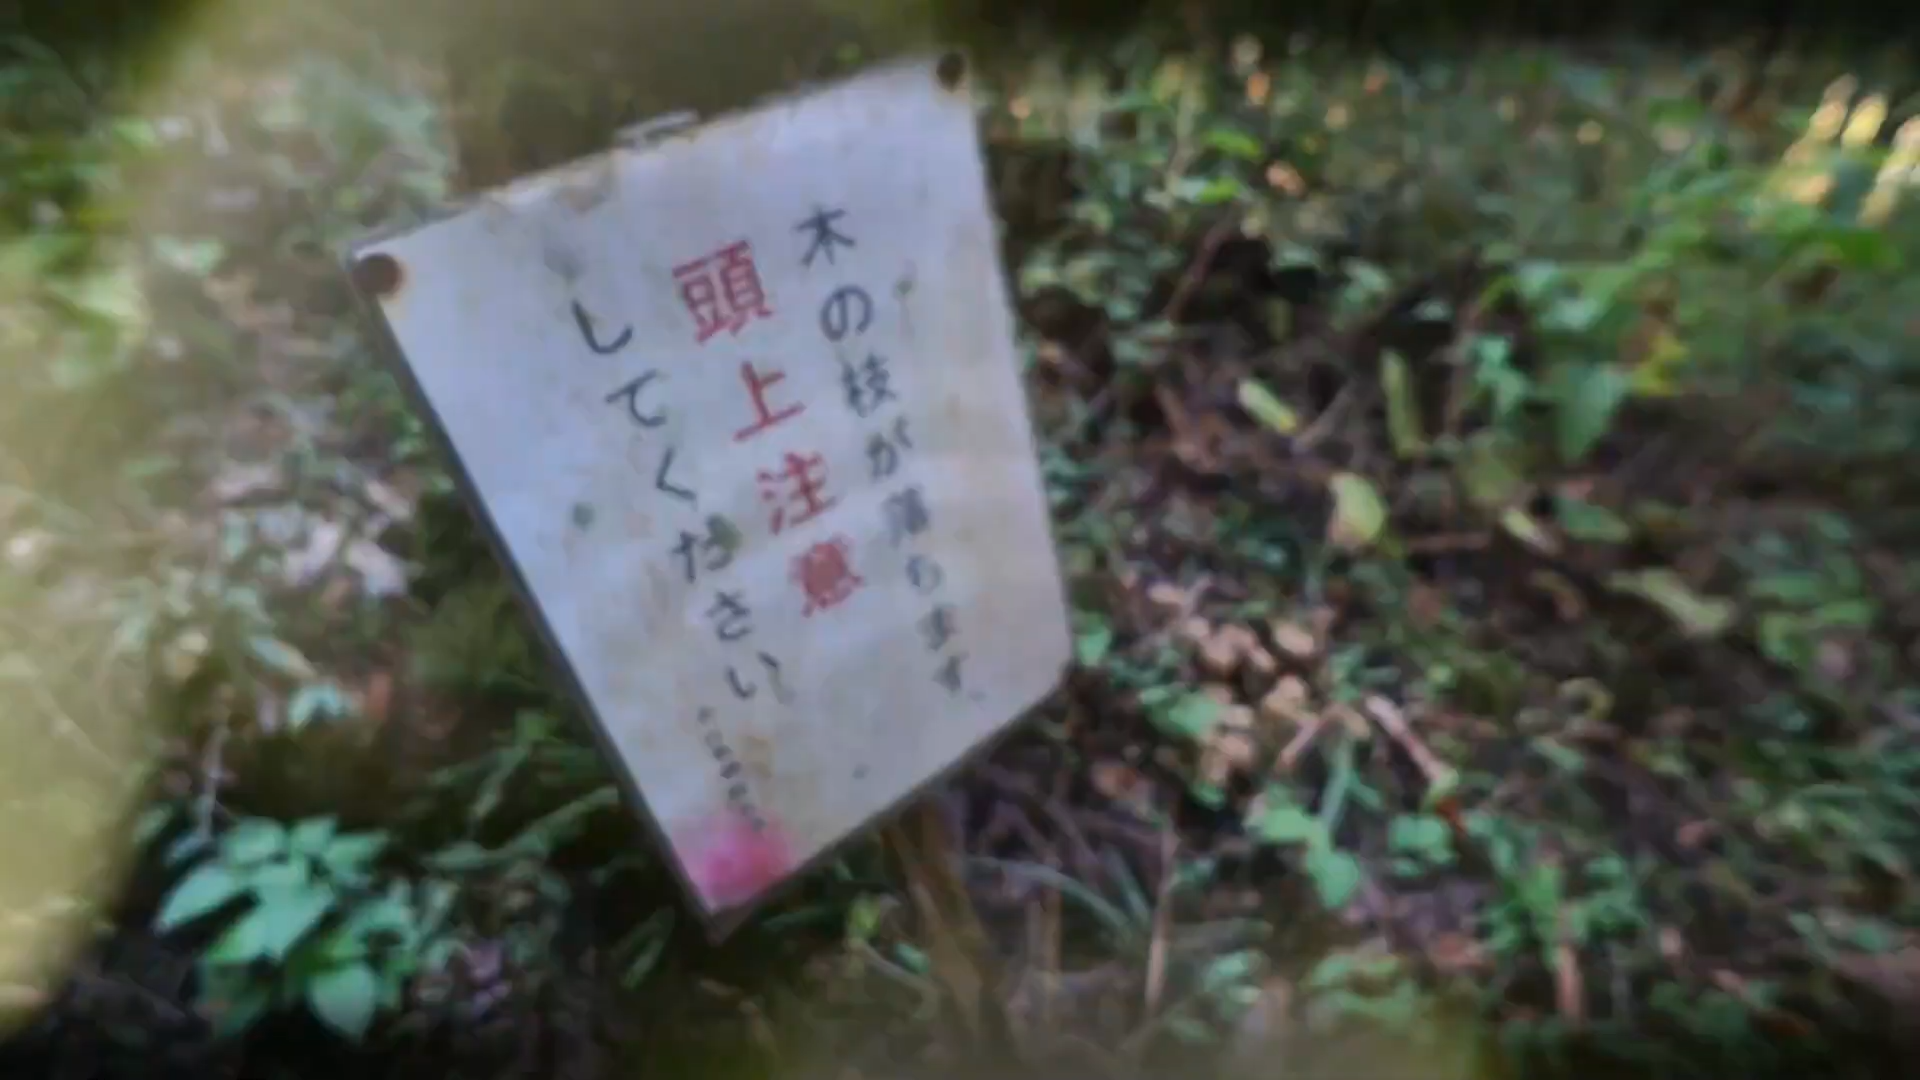 木の枝が落ちます。
頭上注意
してください